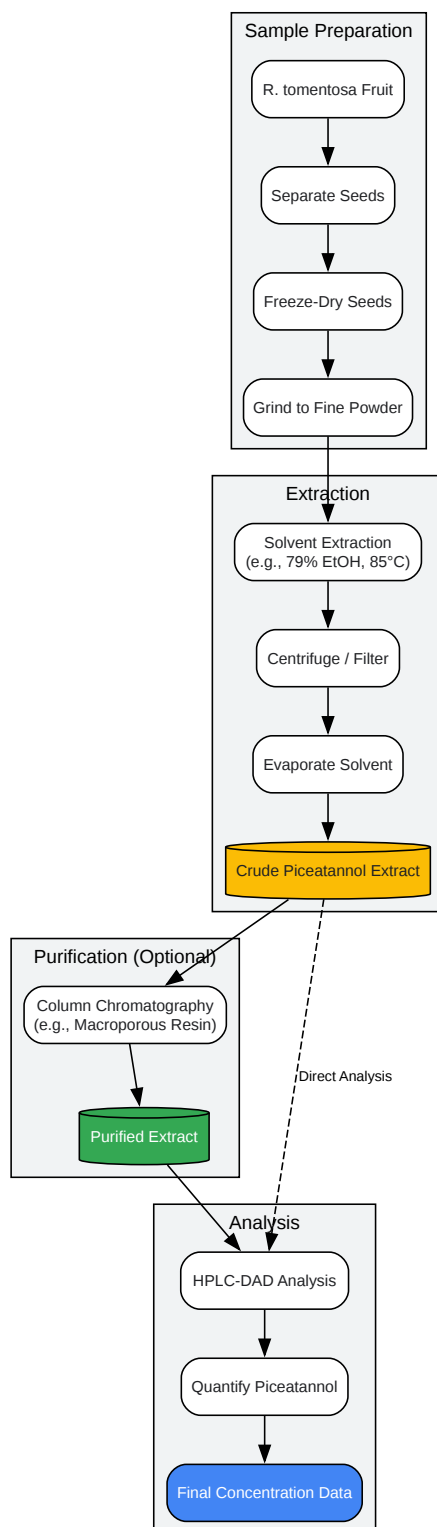 Sample Preparation
R. tomentosa Fruit
Separate Seeds
Freeze-Dry Seeds
Grind to Fine Powder
Extraction
Solvent Extraction
(e.g., 79% EtOH, 85°C)
Centrifuge / Filter
Evaporate Solvent
Crude Piceatannol Extract
Purification (Optional)
Column Chromatography
(e.g., Macroporous Resin)
Direct Analysis
Purified Extract
Analysis
HPLC-DAD Analysis
Quantify Piceatannol
Final Concentration Data